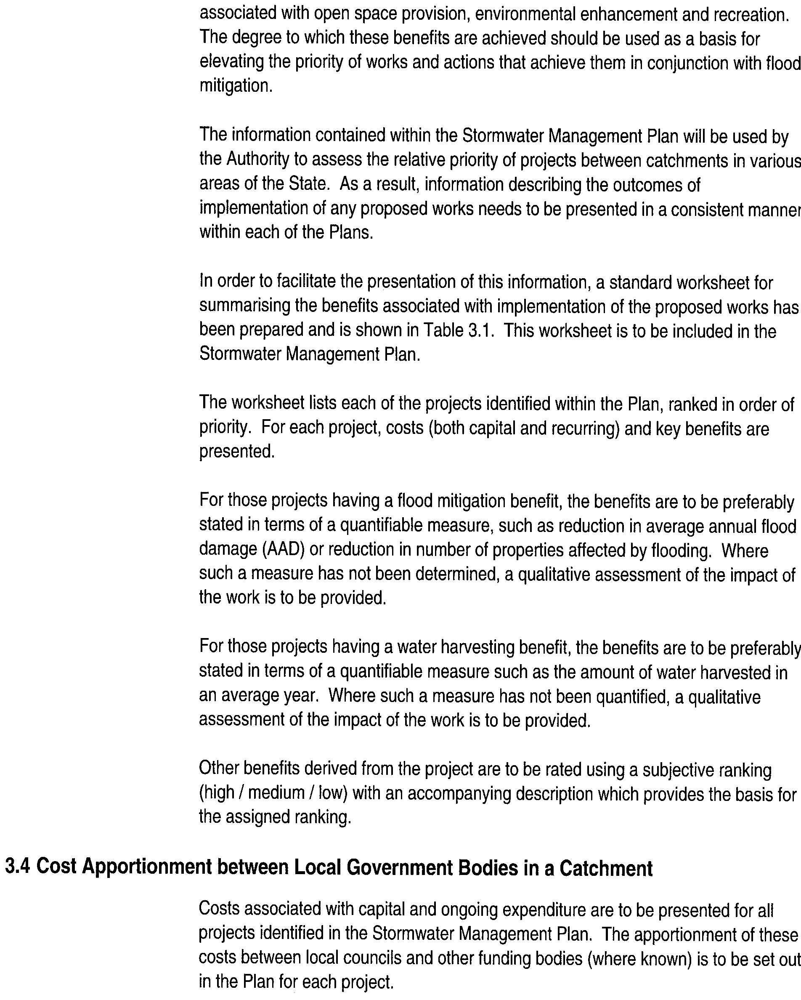 associated with open space provision, environmental enhancement and recreation.
The degree to which these benefits are achieved should be used as a basis for
elevating the priority of works and actions that achieve them in conjunction with flood
mitigation.
The information contained within the Stormwater Management Plan will be used by
the Authority to assess the relative priority of projects between catchments in various
areas of the State.  As a result, information describing the outcomes of
implementation of any proposed works needs to be presented in a consistent manner
within each of the Plans.
In order to facilitate the presentation of this information, a standard worksheet for
summarising the benefits associated with implementation of the proposed works has
been prepared and is shown in Table 3.1.  This worksheet is to be included in the
Stormwater Management Plan.
The worksheet lists each of the projects identified within the Plan, ranked in order of
priority.  For each project, costs (both capital and recurring) and key benefits are
presented.
For those projects having a flood mitigation benefit, the benefits are to be preferably
stated in terms of a quantifiable measure, such as reduction in average annual flood
damage (AAD) or reduction in number of properties affected by flooding.  Where
such a measure has not been determined, a qualitative assessment of the impact of
the work is to be provided.
For those projects having a water harvesting benefit, the benefits are to be preferably
stated in terms of a quantifiable measure such as the amount of water harvested in
an average year.  Where such a measure has not been quantified, a qualitative
assessment of the impact of the work is to be provided.
Other benefits derived from the project are to be rated using a subjective ranking
(high / medium / low) with an accompanying description which provides the basis for
the assigned ranking.
3.4 Cost Apportionment between Local Government Bodies in a Catchment
Costs associated with capital and ongoing expenditure are to be presented for all
projects identified in the Stormwater Management Plan.  The apportionment of these
costs between local councils and other funding bodies (where known) is to be set out
in the Plan for each project.